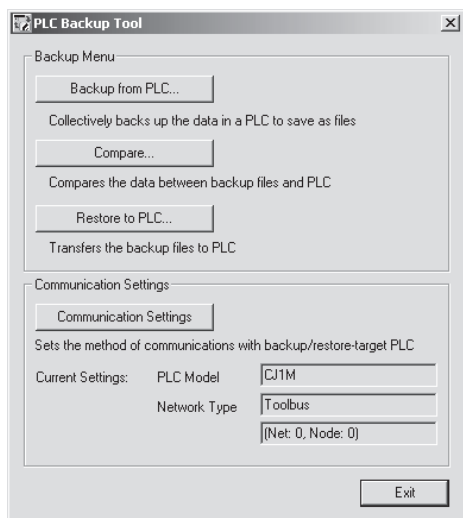 PLC Backup Tool
Backup Menu
Backup from PLC...
Collectively backs up the data in a PLC to save as files
Compare...
Compares the data between backup files and PLC
Restore to PLC...
Transfers the backup files to PLC
Communication Settings
Communication Settings
Sets the method of communications with backup/restore-target PLC
Current Settings: PLC Model CJ1M
Network Type Toolbus
(Net: 0, Node: 0)
Exit